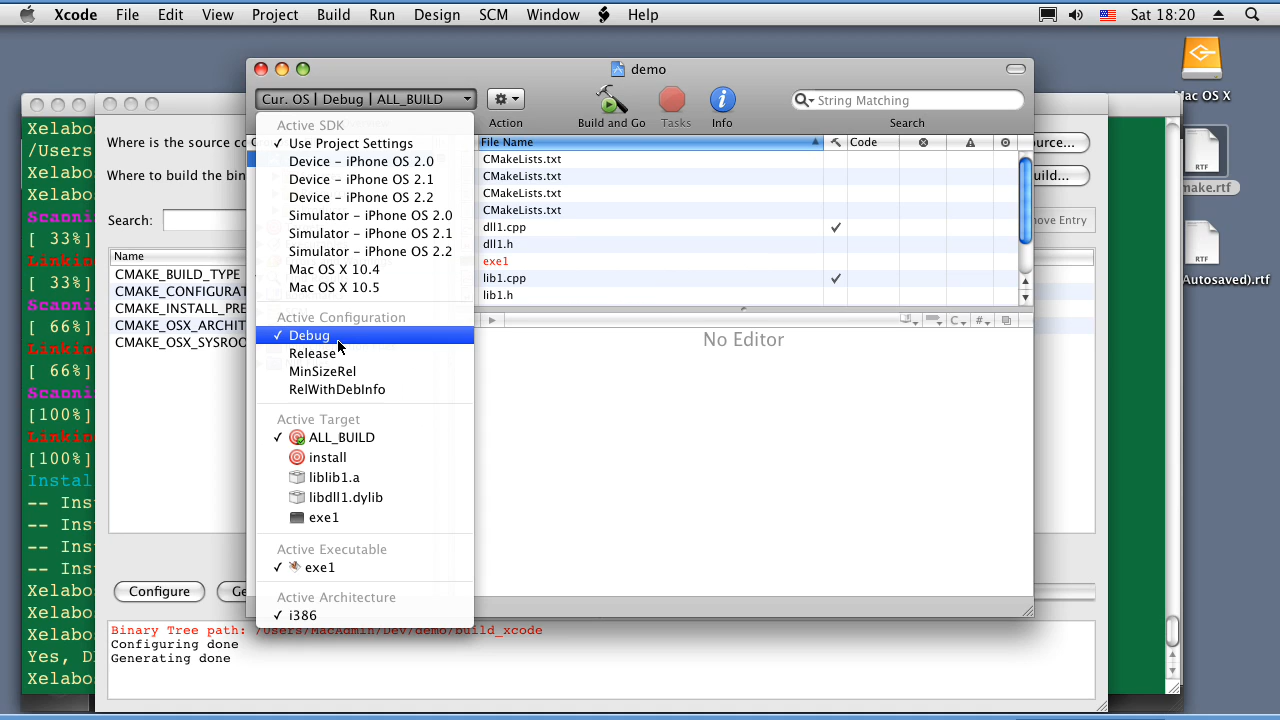 Xcode File Edit View Project Build Run Design SCM Window Help Sat 18:20
demo
Cur. OS | Debug | ALL_BUILD
String Matching
Action Build and Go Tasks Info Search
Mac OS X
Active SDK
Use Project Settings
Device – iPhone OS 2.0
Device – iPhone OS 2.1
Device – iPhone OS 2.2
Simulator – iPhone OS 2.0
Simulator – iPhone OS 2.1
Simulator – iPhone OS 2.2
Mac OS X 10.4
Mac OS X 10.5
Active Configuration
Debug
Release
MinSizeRel
RelWithDebInfo
Active Target
ALL_BUILD
install
liblib1.a
libdll1.dylib
exe1
Active Executable
exe1
Active Architecture
i386
File Name Code
CMakeLists.txt
CMakeLists.txt
CMakeLists.txt
CMakeLists.txt
dll1.cpp
dll1.h
exe1
lib1.cpp
lib1.h
C #
No Editor
Where is the source co
Where to build the bin
Search:
Name
CMAKE_BUILD_TYPE
CMAKE_CONFIGURAT
CMAKE_INSTALL_PRE
CMAKE_OSX_ARCHIT
CMAKE_OSX_SYSROO
Configure Ge
ource...
uild...
ove Entry
make.rtf
(Autosaved).rtf
Binary Tree path: /Users/MacAdmin/Dev/demo/build_xcode
Configuring done
Generating done
Xelabo
/Users
Xelabo
Xelabo
Scanni
[ 33%]
Linkin
[ 33%]
Scanni
[ 66%]
Linkin
[ 66%]
Scanni
[100%]
Linkin
[100%]
Instal
-- Ins
-- Ins
-- Ins
-- Ins
Xelabo
Xelabo
Xelabo
Yes, D
Xelabo